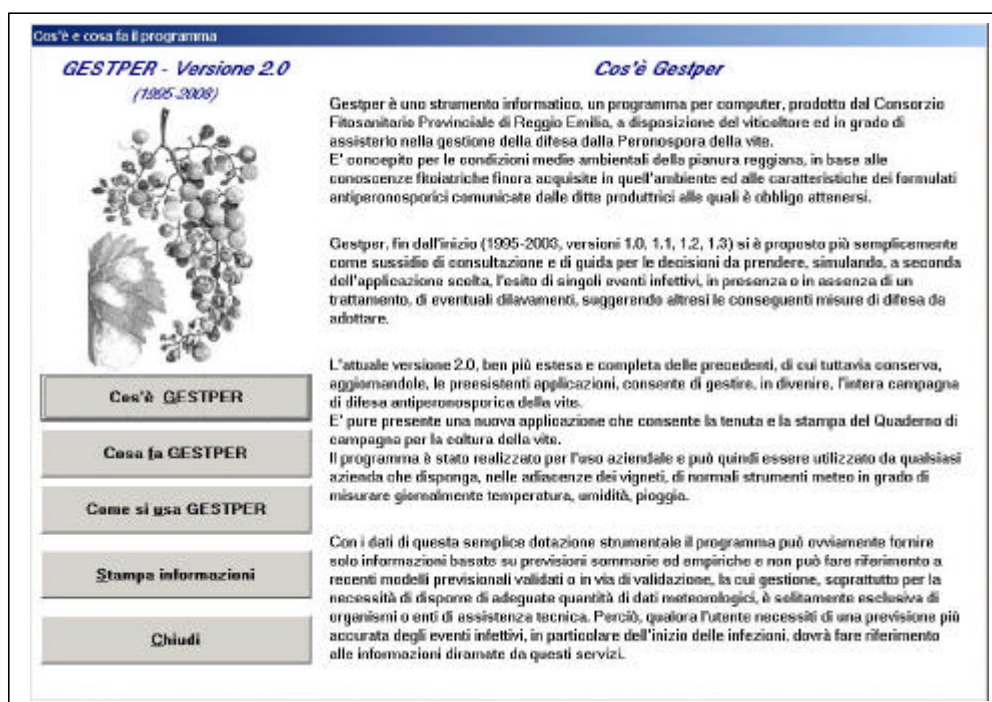 Cos'è e cosa fa il programma
GESTPER - Versione 2.0
(1995-2008)
Cos'è GESTPER
Cosa fa GESTPER
Come si usa GESTPER
Stampa informazioni
Chiudi
Cos'è Gestper
Gestper è uno strumento informatico, un programma per computer, prodotto dal Consorzio
Fitosanitario Provinciale di Reggio Emilia, a disposizione del viticoltore ed in grado di
assisterlo nella gestione della difesa dalla Peronospora della vite.
E' concepito per le condizioni medie ambientali della pianura reggiana, in base alle
conoscenze fitoiatriche finora acquisite in quell'ambiente ed alle caratteristiche dei formulati
antiperonosporici comunicate dalle ditte produttrici alle quali è obbligo attenersi.
Gestper, fin dall'inizio (1995-2003, versioni 1.0, 1.1, 1.2, 1.3) si è proposto più semplicemente
come sussidio di consultazione e di guida per le decisioni da prendere, simulando, a seconda
dell'applicazione scelta, l'esito di singoli eventi infettivi, in presenza o in assenza di un
trattamento, di eventuali dilavamenti, suggerendo altresì le conseguenti misure di difesa da
adottare.
L'attuale versione 2.0, ben più estesa e completa delle precedenti, di cui tuttavia conserva,
aggiornandole, le preesistenti applicazioni, consente di gestire, in divenire, l'intera campagna
di difesa antiperonosporica della vite.
E' pure presente una nuova applicazione che consente la tenuta e la stampa del Quaderno di
campagna per la coltura della vite.
Il programma è stato realizzato per l'uso aziendale e può quindi essere utilizzato da qualsiasi
azienda che disponga, nelle adiacenze dei vigneti, di normali strumenti meteo in grado di
misurare giornalmente temperatura, umidità, pioggia.
Con i dati di questa semplice dotazione strumentale il programma può ovviamente fornire
solo informazioni basate su previsioni sommarie ed empiriche e non può fare riferimento a
recenti modelli previsionali validati o in via di validazione, la cui gestione, soprattutto per la
necessità di disporre di adeguate quantità di dati meteorologici, è solitamente esclusiva di
organismi o enti di assistenza tecnica. Perciò, qualora l'utente necessiti di una previsione più
accurata degli eventi infettivi, in particolare dell'inizio delle infezioni, dovrà fare riferimento
alle informazioni diramate da questi servizi.